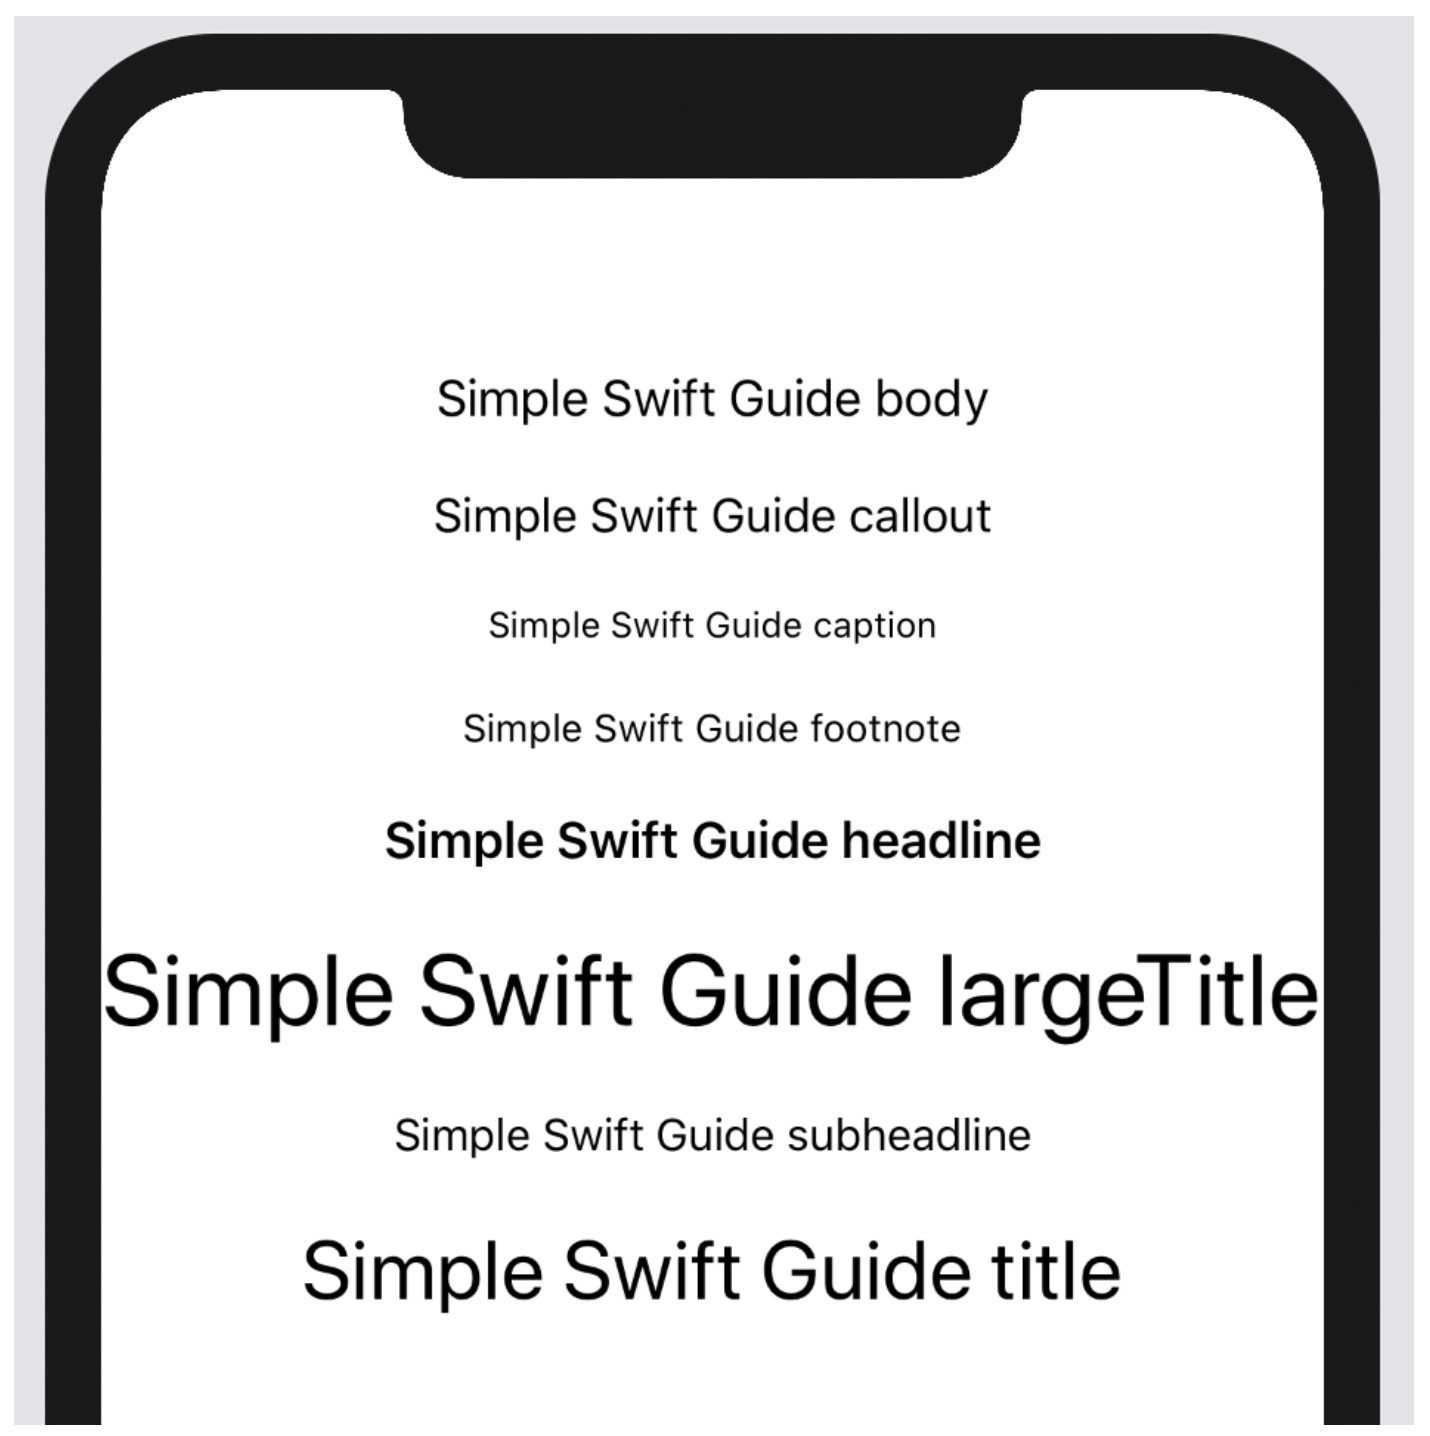 Simple Swift Guide body
Simple Swift Guide callout
Simple Swift Guide caption
Simple Swift Guide footnote
Simple Swift Guide headline
Simple Swift Guide largeTitle
Simple Swift Guide subheadline
Simple Swift Guide title